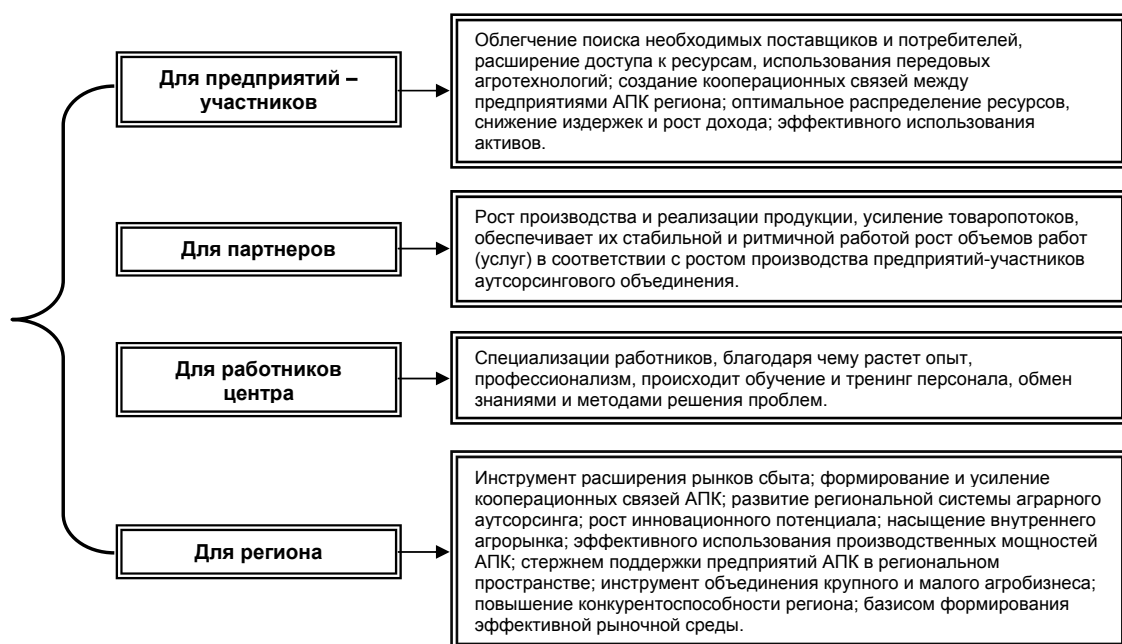 Для предприятий –
участников
Облегчение поиска необходимых поставщиков и потребителей,
расширение доступа к ресурсам, использования передовых
агротехнологий; создание кооперационных связей между
предприятиями АПК региона; оптимальное распределение ресурсов,
снижение издержек и рост дохода; эффективного использования
активов.
Для партнеров
Рост производства и реализации продукции, усиление товаропотоков,
обеспечивает их стабильной и ритмичной работой рост объемов работ
(услуг) в соответствии с ростом производства предприятий-участников
аутсорсингового объединения.
Для работников
центра
Специализации работников, благодаря чему растет опыт,
профессионализм, происходит обучение и тренинг персонала, обмен
знаниями и методами решения проблем.
Для региона
Инструмент расширения рынков сбыта; формирование и усиление
кооперационных связей АПК; развитие региональной системы аграрного
аутсорсинга; рост инновационного потенциала; насыщение внутреннего
агрорынка; эффективного использования производственных мощностей
АПК; стержнем поддержки предприятий АПК в региональном
пространстве; инструмент объединения крупного и малого агробизнеса;
повышение конкурентоспособности региона; базисом формирования
эффективной рыночной среды.